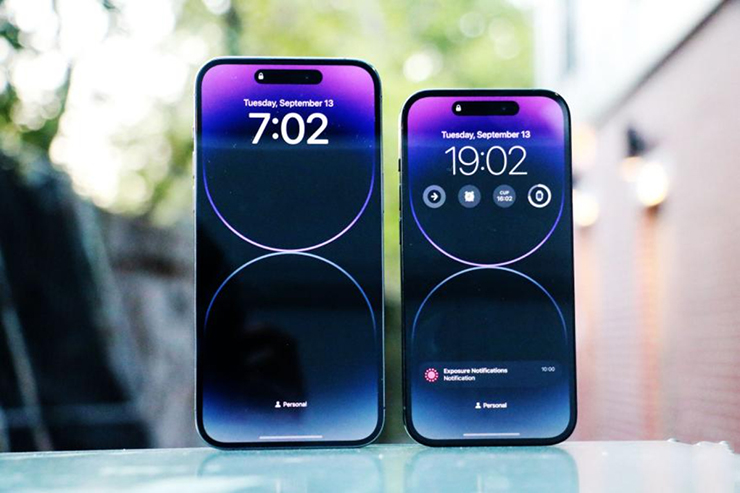 Tuesday, September 13
7:02
Personal
Tuesday, September 13
19:02
CUP
16:02
Exposure Notifications
10:00
Notification
Personal